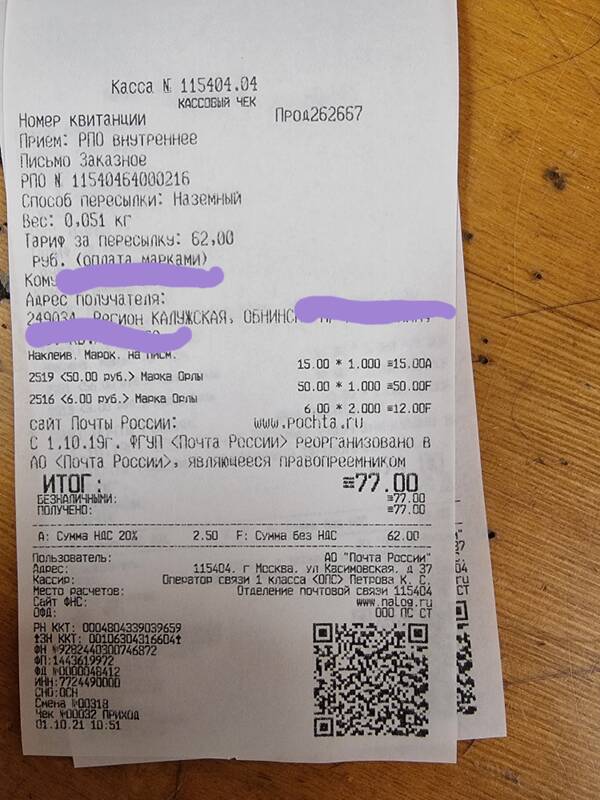 Касса № 115404.04
КАССОВЫЙ ЧЕК
Номер квитанции Прод262667
Прием: РПО внутреннее
Письмо Заказное
РПО № 11540464000216
Способ пересылки: Наземный
Вес: 0,051 кг
Тариф за пересылку: 62,00
руб. (оплата марками)
Кому
Адрес получателя:
249034, Регион КАЛУЖСКАЯ, ОБНИНСК
Наклеив. Марок. на писм.
15.00 * 1.000 ≡15.00А
2519 <50.00 руб.> Марка Орлы
50.00 * 1.000 ≡50.00F
2516 <6.00 руб.> Марка Орлы
6.00 * 2.000 ≡12.00F
сайт Почты России: www.pochta.ru
С 1.10.19г. ФГУП <Почта России> реорганизовано в
АО <Почта России>, являющееся правопреемником
ИТОГ: ≡77.00
БЕЗНАЛИЧНЫМИ: ≡77.00
ПОЛУЧЕНО: ≡77.00
А: Сумма НДС 20% 2.50 F: Сумма без НДС 62.00
Пользователь: АО "Почта России"
Адрес: 115404. г Москва. ул Касимовская. д 37
Кассир: Оператор связи 1 класса <ОПС> Петрова К. С.
Место расчетов: Отделение почтовой связи 115404
Сайт ФНС: www.nalog.ru
ОФД: ООО ПС СТ
РН ККТ: 0004804339039659
↑ЗН ККТ: 00106304316604↑
ФН №9282440300746872
ФП:1443619972
ФД №0000048412
ИНН:7724490000
СНО:ОСН
Смена №00318
Чек №00032 ПРИХОД
01.10.21 10:51